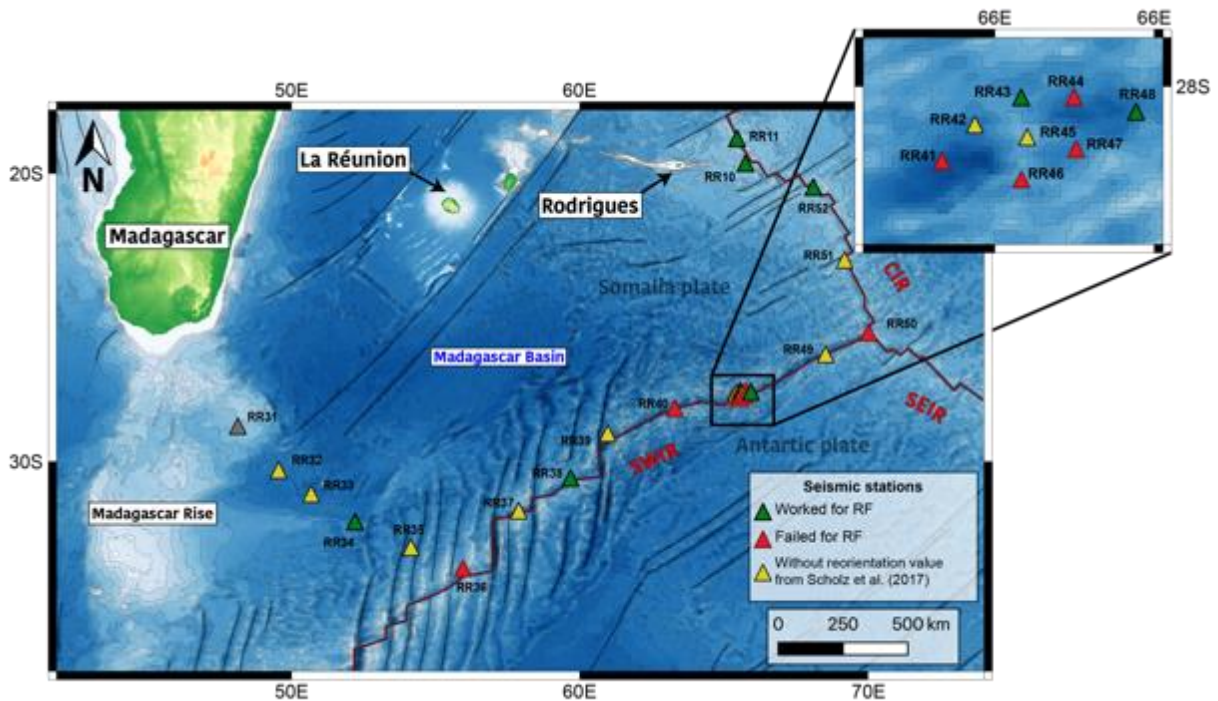 66E 66E
28S
RR43
RR44
RR48
RR42
RR45
RR41
RR47
RR46
50E 60E
20S
N
La Réunion
Rodrigues
Madagascar
RR11
RR10
RR52
RR51
CIR
Somalia plate
Madagascar Basin
RR50
RR49
SEIR
RR40
RR39
SWIR
Antartic plate
RR31
30S
RR32
RR33
RR38
Madagascar Rise
RR37
RR34
RR35
RR36
Seismic stations
Worked for RF
Failed for RF
Without reorientation value
from Scholz et al. (2017)
0 250 500 km
50E 60E 70E